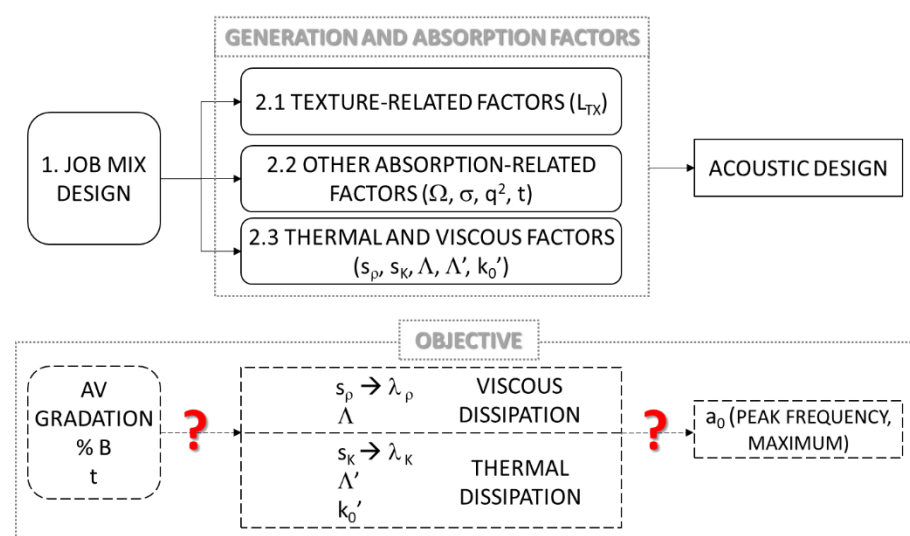 GENERATION AND ABSORPTION FACTORS
1. JOB MIX
DESIGN
2.1 TEXTURE-RELATED FACTORS (L_TX)
2.2 OTHER ABSORPTION-RELATED
FACTORS (Ω, σ, q², t)
2.3 THERMAL AND VISCOUS FACTORS
(s_ρ, s_K, Λ, Λ’, k₀’)
ACOUSTIC DESIGN
OBJECTIVE
AV
GRADATION
% B
t
?
s_ρ → λ_ρ
Λ
VISCOUS
DISSIPATION
s_K → λ_K
Λ’
k₀’
THERMAL
DISSIPATION
?
a₀ (PEAK FREQUENCY,
MAXIMUM)